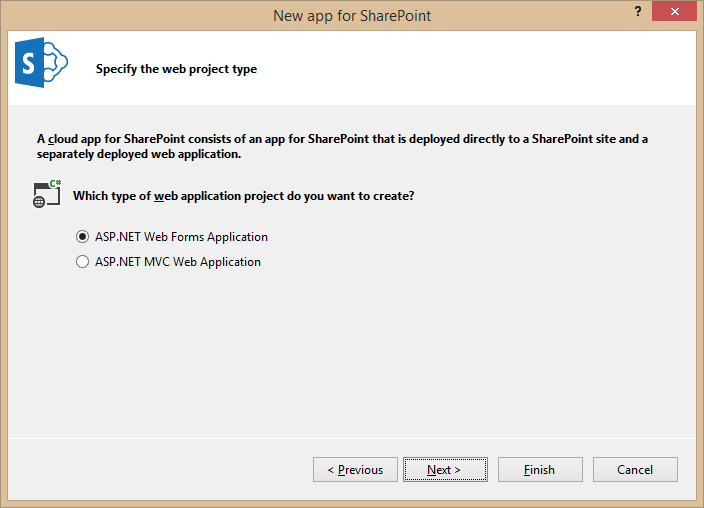 New app for SharePoint
?
S
Specify the web project type
A cloud app for SharePoint consists of an app for SharePoint that is deployed directly to a SharePoint site and a
separately deployed web application.
C#
Which type of web application project do you want to create?
ASP.NET Web Forms Application
ASP.NET MVC Web Application
< Previous
Next >
Finish
Cancel